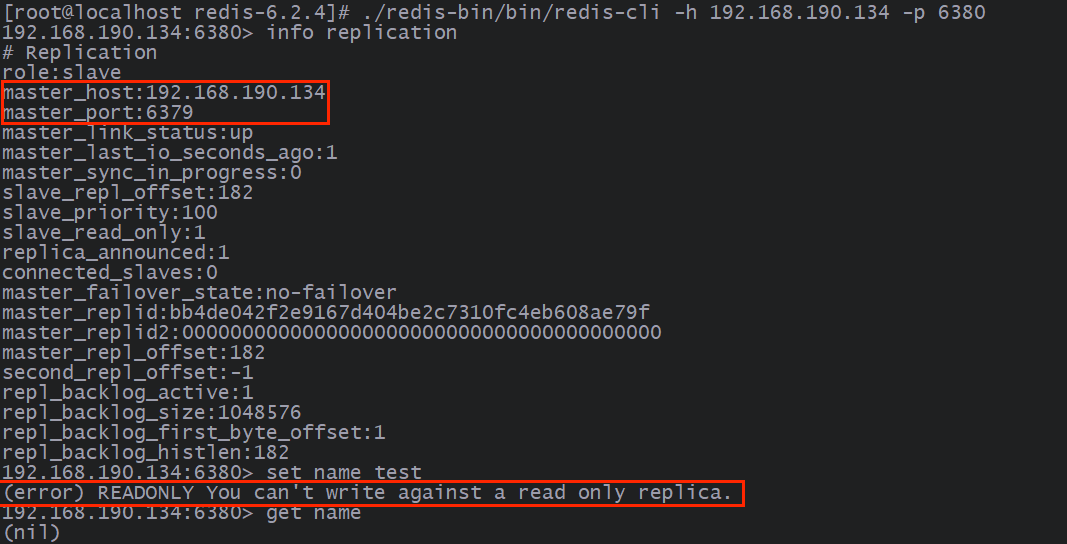 [root@localhost redis-6.2.4]# ./redis-bin/bin/redis-cli -h 192.168.190.134 -p 6380
192.168.190.134:6380> info replication
# Replication
role:slave
master_host:192.168.190.134
master_port:6379
master_link_status:up
master_last_io_seconds_ago:1
master_sync_in_progress:0
slave_repl_offset:182
slave_priority:100
slave_read_only:1
replica_announced:1
connected_slaves:0
master_failover_state:no-failover
master_replid:bb4de042f2e9167d404be2c7310fc4eb608ae79f
master_replid2:0000000000000000000000000000000000000000
master_repl_offset:182
second_repl_offset:-1
repl_backlog_active:1
repl_backlog_size:1048576
repl_backlog_first_byte_offset:1
repl_backlog_histlen:182
192.168.190.134:6380> set name test
(error) READONLY You can't write against a read only replica.
192.168.190.134:6380> get name
(nil)